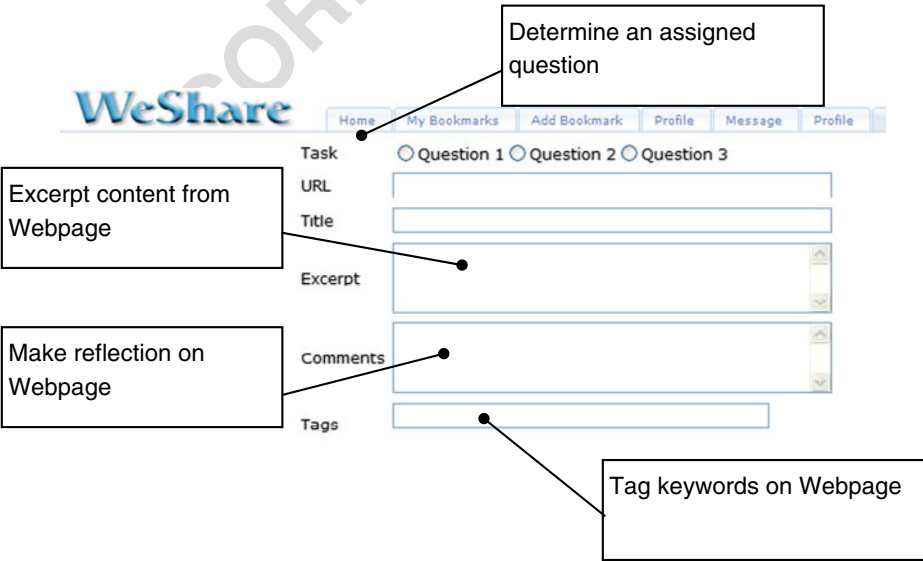 Determine an assigned
question
WeShare
Home My Bookmarks Add Bookmark Profile Message Profile
Task Question 1 Question 2 Question 3
URL
Excerpt content from
Webpage
Title
Excerpt
Make reflection on
Webpage
Comments
Tags
Tag keywords on Webpage